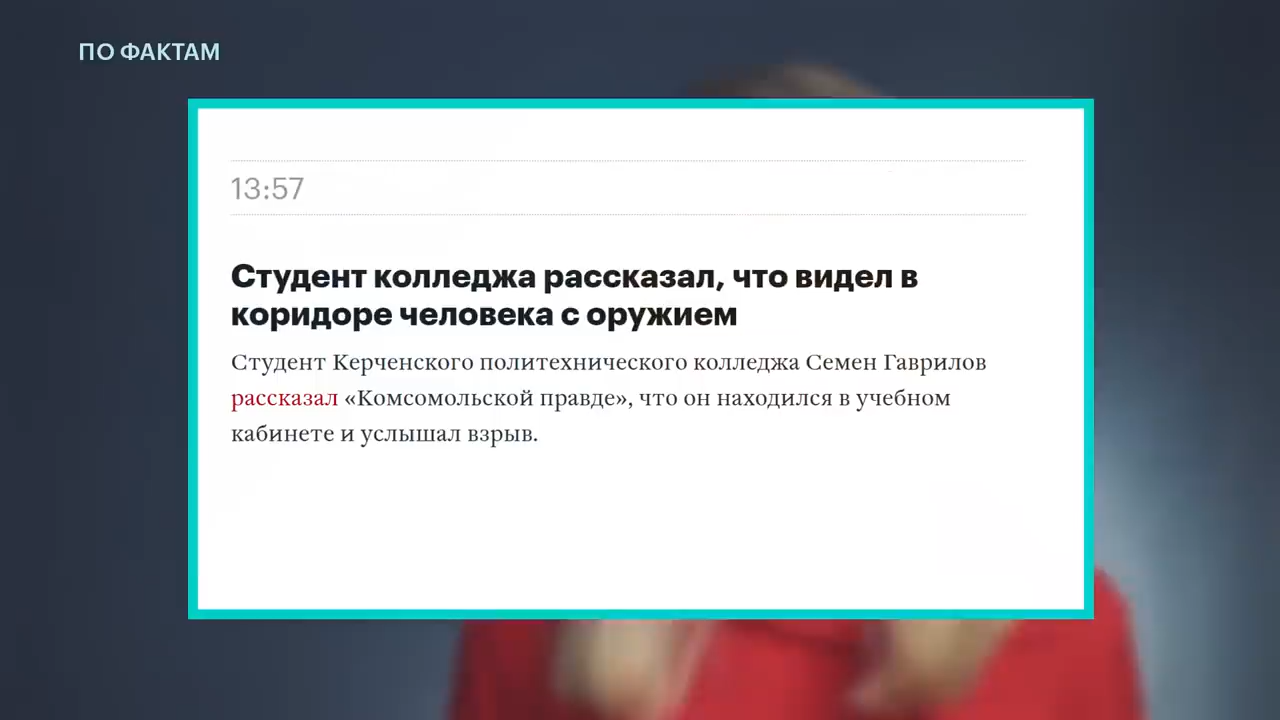 ПО ФАКТАМ
13:57
Студент колледжа рассказал, что видел в
коридоре человека с оружием
Студент Керченского политехнического колледжа Семен Гаврилов
рассказал «Комсомольской правде», что он находился в учебном
кабинете и услышал взрыв.